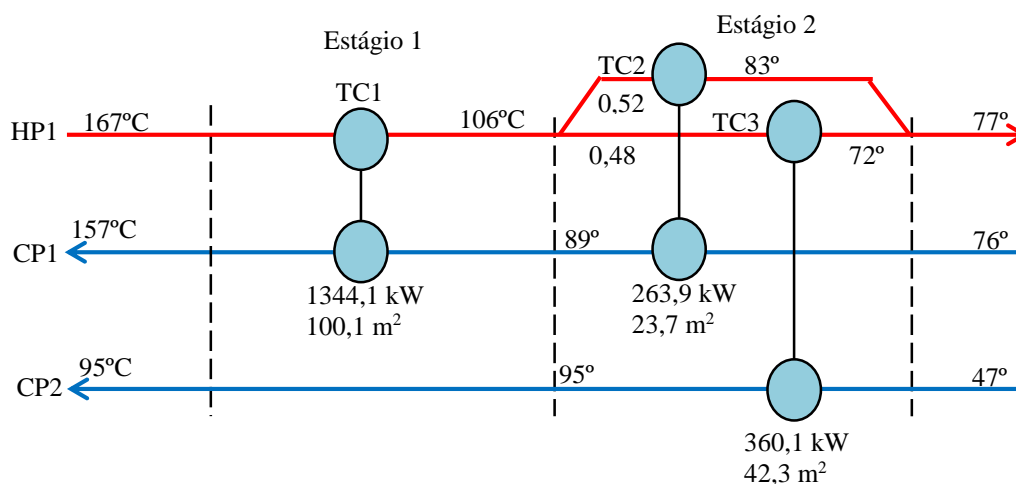 Estágio 1
Estágio 2
TC1
TC2
83º
HP1
167ºC
106ºC
0,52
TC3
77º
0,48
72º
CP1
157ºC
89º
76º
1344,1 kW
100,1 m²
263,9 kW
23,7 m²
CP2
95ºC
95º
47º
360,1 kW
42,3 m²